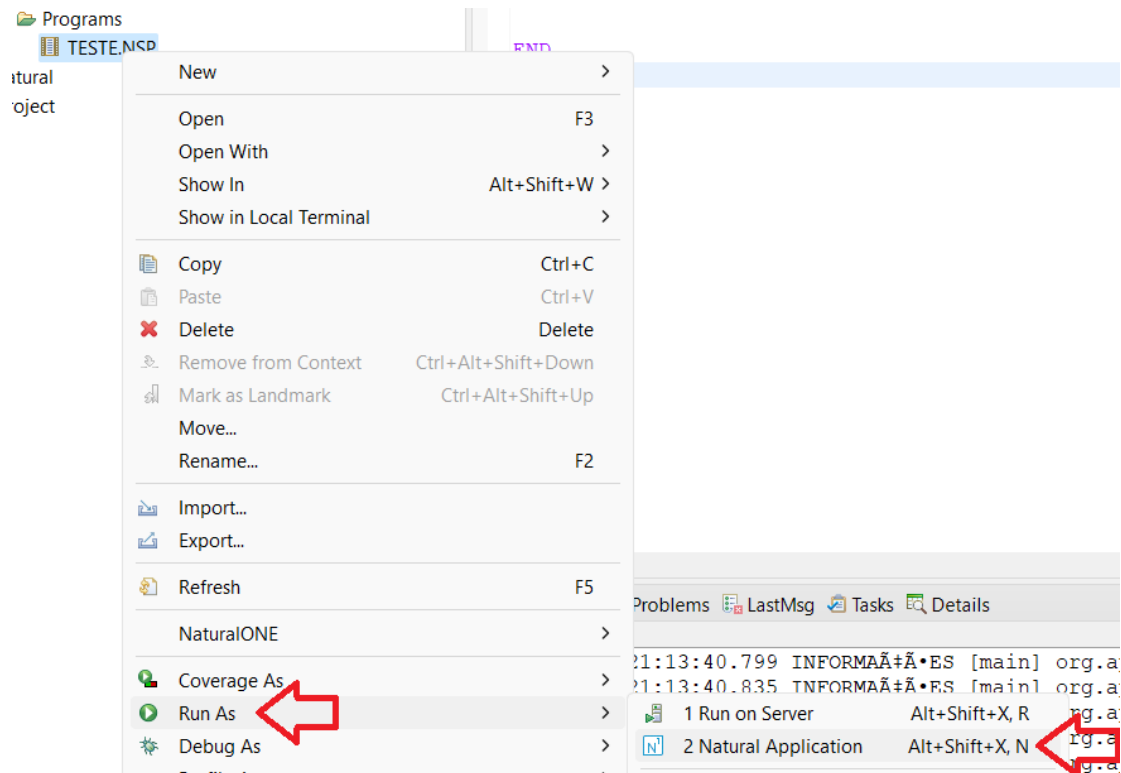 Programs
TESTE.NSP
END
atural
roject
New
Open F3
Open With
Show In Alt+Shift+W
Show in Local Terminal
Copy Ctrl+C
Paste Ctrl+V
Delete Delete
Remove from Context Ctrl+Alt+Shift+Down
Mark as Landmark Ctrl+Alt+Shift+Up
Move...
Rename... F2
Import...
Export...
Refresh F5
Problems LastMsg Tasks Details
NaturalONE
21:13:40.799 INFORMAÃ‡Ã•ES [main] org.a
Coverage As
21:13:40.835 INFORMAÃ‡Ã•ES [main] org.a
Run As
1 Run on Server Alt+Shift+X, R
rg.a
Debug As
2 Natural Application Alt+Shift+X, N
rg.a
rg.a